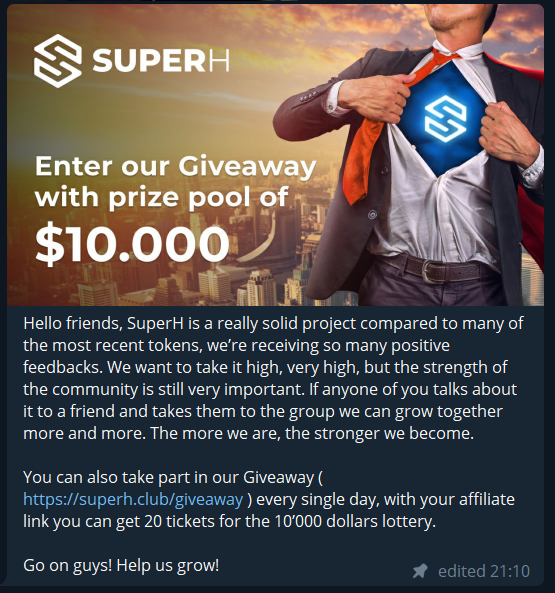 SUPERH
Enter our Giveaway
with prize pool of
$10.000
Hello friends, SuperH is a really solid project compared to many of
the most recent tokens, we’re receiving so many positive
feedbacks. We want to take it high, very high, but the strength of
the community is still very important. If anyone of you talks about
it to a friend and takes them to the group we can grow together
more and more. The more we are, the stronger we become.
You can also take part in our Giveaway (
https://superh.club/giveaway ) every single day, with your affiliate
link you can get 20 tickets for the 10’000 dollars lottery.
Go on guys! Help us grow!
edited 21:10